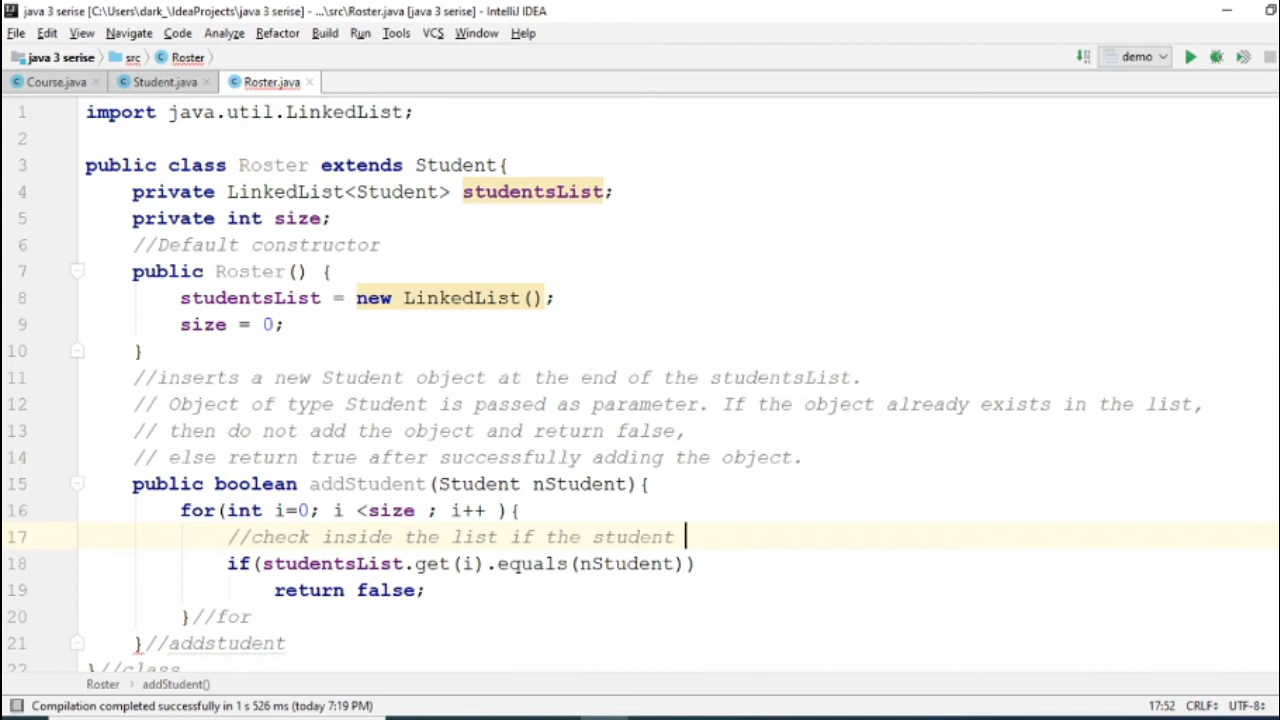 java 3 serise [C:\Users\dark_\IdeaProjects\java 3 serise] - ...\src\Roster.java [java 3 serise] - IntelliJ IDEA
File Edit View Navigate Code Analyze Refactor Build Run Tools VCS Window Help
java 3 serise src Roster demo
Course.java Student.java Roster.java
1 import java.util.LinkedList;
2
3 public class Roster extends Student{
4 private LinkedList<Student> studentsList;
5 private int size;
6 //Default constructor
7 public Roster() {
8 studentsList = new LinkedList();
9 size = 0;
10 }
11 //inserts a new Student object at the end of the studentsList.
12 // Object of type Student is passed as parameter. If the object already exists in the list,
13 // then do not add the object and return false,
14 // else return true after successfully adding the object.
15 public boolean addStudent(Student nStudent){
16 for(int i=0; i <size ; i++ ){
17 //check inside the list if the student
18 if(studentsList.get(i).equals(nStudent))
19 return false;
20 }//for
21 }//addstudent
22 }//class
Roster addStudent()
Compilation completed successfully in 1 s 526 ms (today 7:19 PM) 17:52 CRLF UTF-8